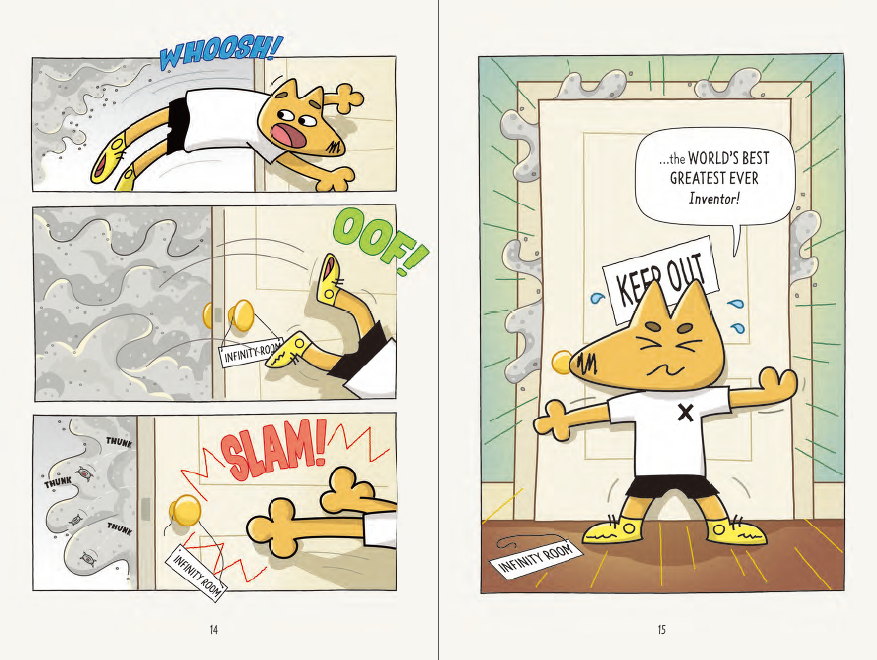 WHOOSH!
OOF!
INFINITY ROOM
SLAM!
THUNK
THUNK
THUNK
INFINITY ROOM
14
...the WORLD'S BEST
GREATEST EVER
Inventor!
KEEP OUT
X
INFINITY ROOM
15